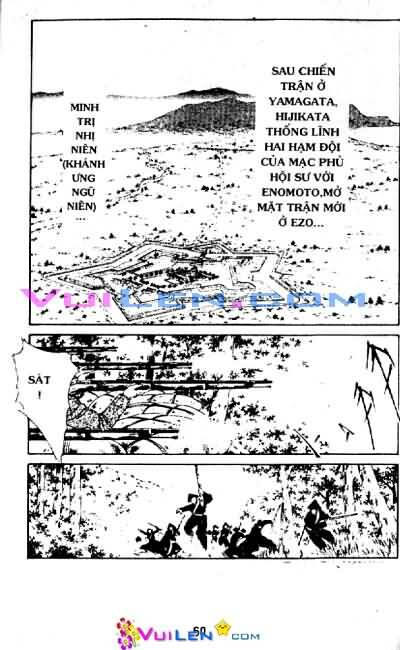 SAU CHIẾN
TRẬN Ở
YAMAGATA,
HIJIKATA
THỐNG LĨNH
HAI HẠM ĐỘI
CỦA MẠC PHỦ
HỘI SƯ VỚI
ENOMOTO,MỞ
MẶT TRẬN MỚI
Ở EZO...
MINH
TRỊ
NHỊ
NIÊN
(KHÁNH
ƯNG
NGŨ
NIÊN)
...
VUILEN.COM
SÁT
!
60
VUILEN
.COM